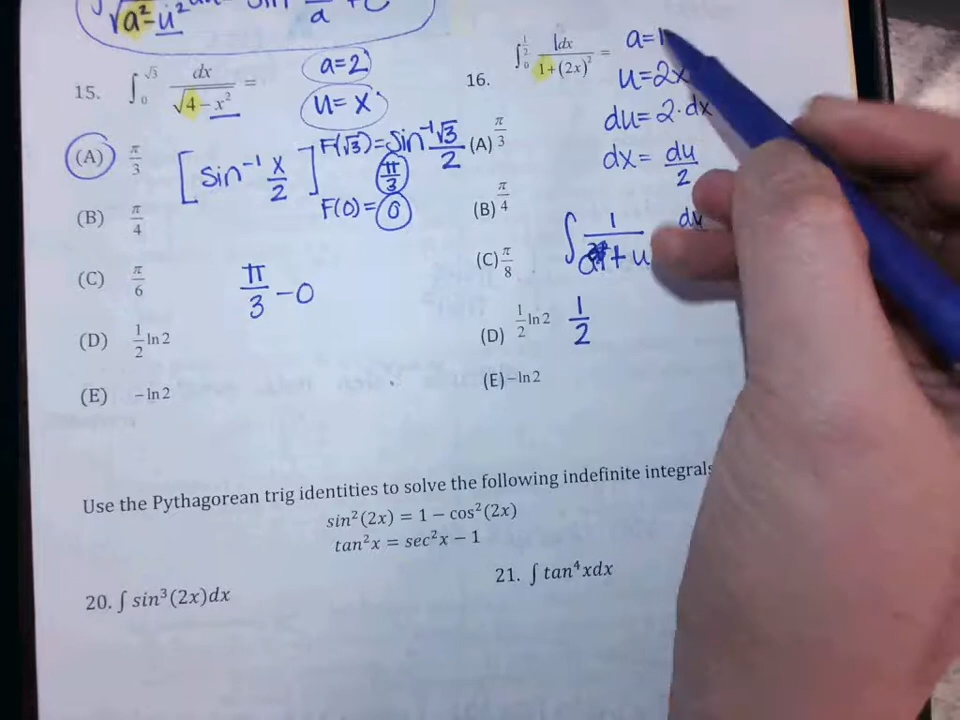 √a²-u² sin a + C
15. ∫₀^√3 dx/√4-x² =
a=2
u=x
(A) π/3
[sin⁻¹ x/2]
F(√3)=sin⁻¹ √3/2
π/3
F(0)=0
(B) π/4
(C) π/6
π/3 - 0
(D) 1/2 ln 2
(E) -ln 2
16. ∫₀^1/2 1dx/1+(2x)² =
a=1
u=2x
du=2·dx
dx=du/2
(A) π/3
(B) π/4
(C) π/8
(D) 1/2 ln 2
(E) -ln 2
1/2
Use the Pythagorean trig identities to solve the following indefinite integrals
sin²(2x) = 1 − cos²(2x)
tan²x = sec²x − 1
20. ∫ sin³(2x)dx
21. ∫ tan⁴xdx